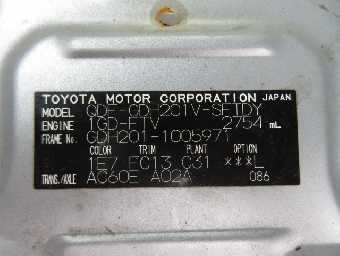 TOYOTA MOTOR CORPORATION JAPAN
MODEL QDF-GDH201V-SETDY
ENGINE 1GD-FTV 2754 mL
FRAME No. GDH201-1005971
COLOR TRIM PLANT OPTION
1E7 FC13 C31 ***L
TRANS./AXLE AC60E A02A 086